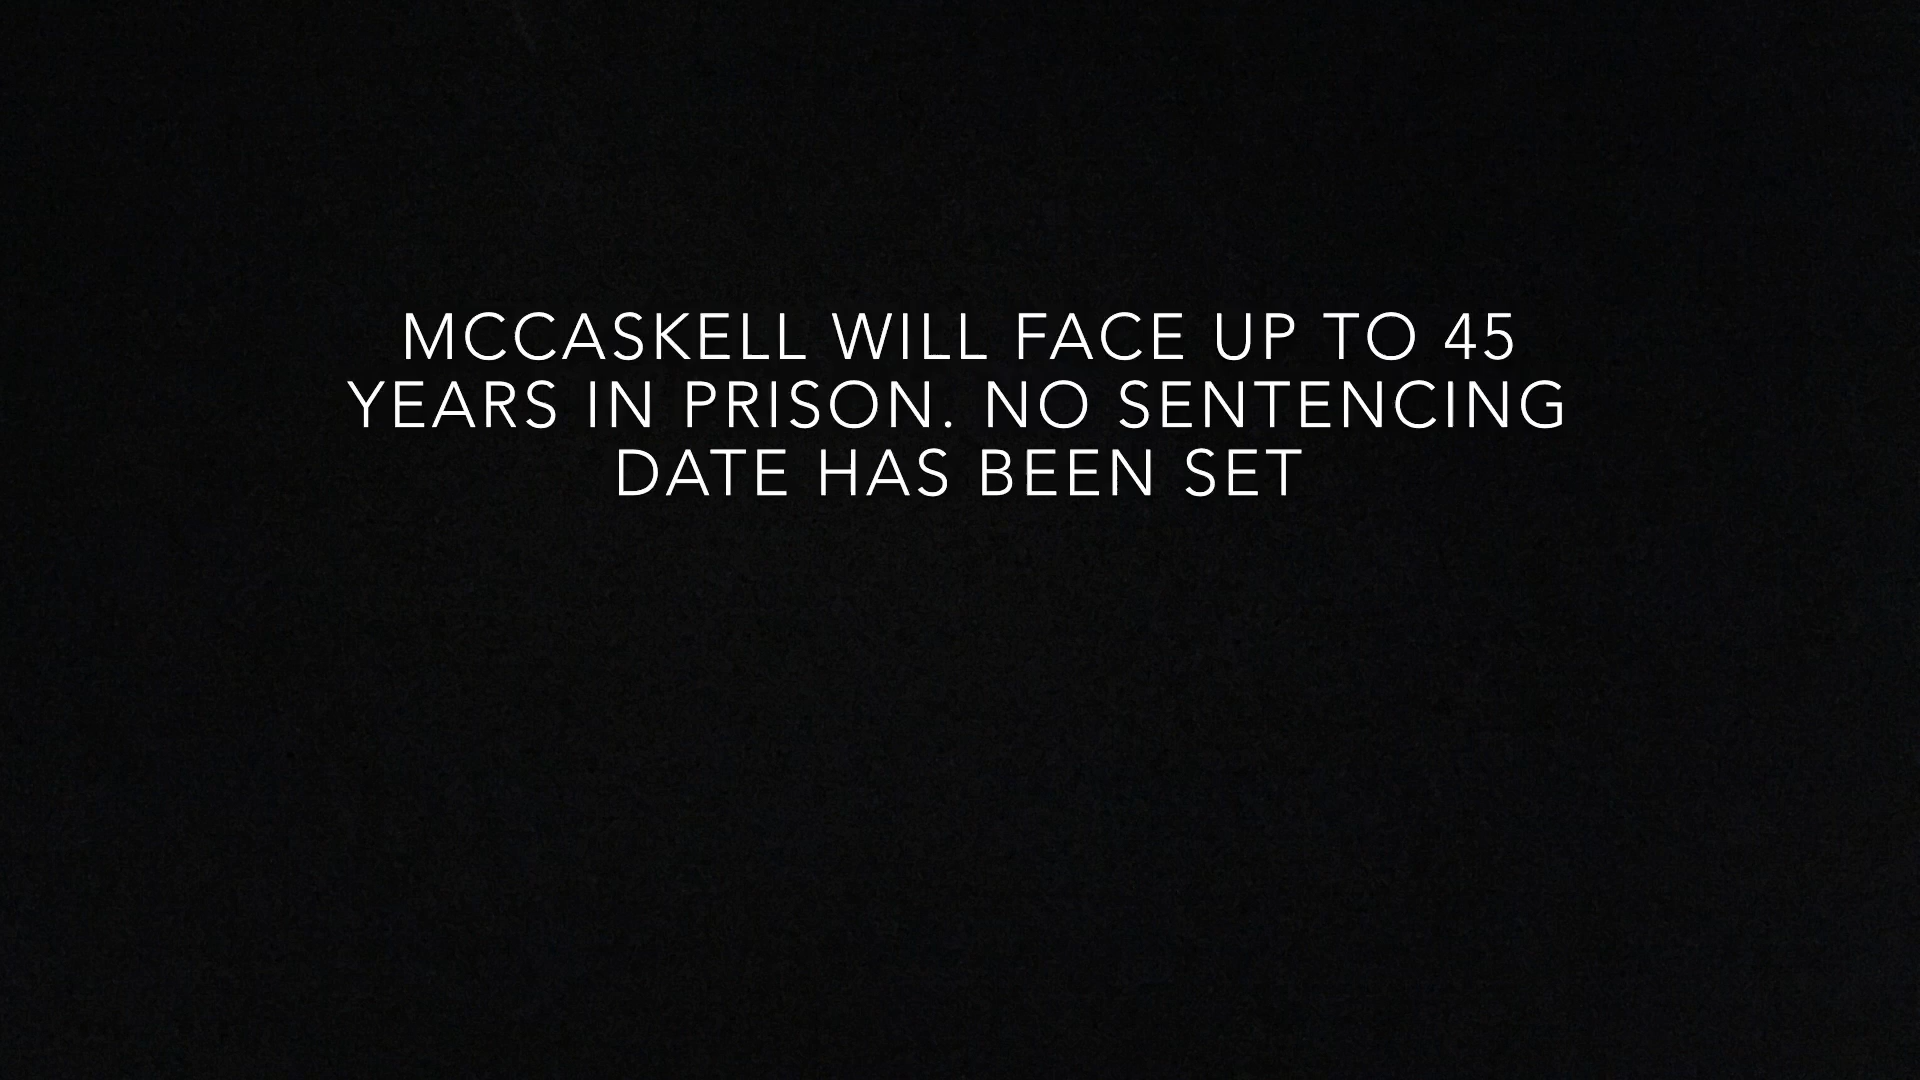 MCCASKELL WILL FACE UP TO 45
YEARS IN PRISON. NO SENTENCING
DATE HAS BEEN SET